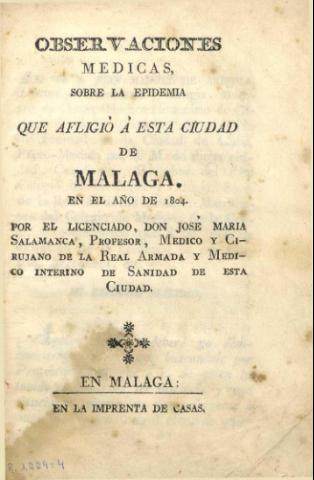 OBSERVACIONES
MEDICAS,
SOBRE LA EPIDEMIA
QUE AFLIGIÒ Á ESTA CIUDAD
DE
MALAGA.
EN EL AÑO DE 1804.
POR EL LICENCIADO, DON JOSÉ MARIA
SALAMANCA, PROFESOR, MEDICO Y CI-
RUJANO DE LA REAL ARMADA Y MEDI-
CO INTERINO DE SANIDAD DE ESTA
CIUDAD.
EN MALAGA:
EN LA IMPRENTA DE CASAS.